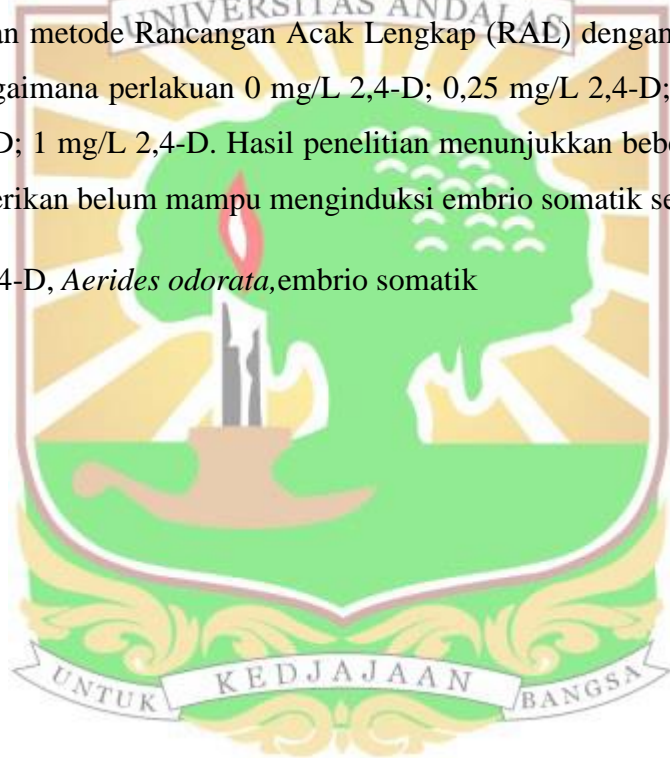 UNIVERSITAS ANDALAS
an metode Rancangan Acak Lengkap (RAL) dengan
gaimana perlakuan 0 mg/L 2,4-D; 0,25 mg/L 2,4-D;
D; 1 mg/L 2,4-D. Hasil penelitian menunjukkan beb
erikan belum mampu menginduksi embrio somatik se
4-D, Aerides odorata,embrio somatik
UNTUK KEDJAJAAN BANGSA